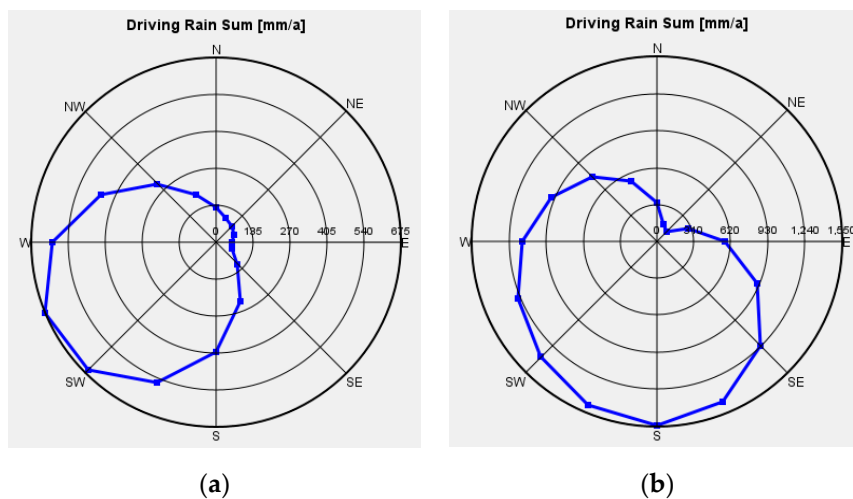 Driving Rain Sum [mm/a]
N
NW
NE
W
0 135 270 405 540 675
E
SW
SE
S
(a)
Driving Rain Sum [mm/a]
N
NW
NE
W
0 620 930 1,240 1,550
E
SW
SE
S
(b)